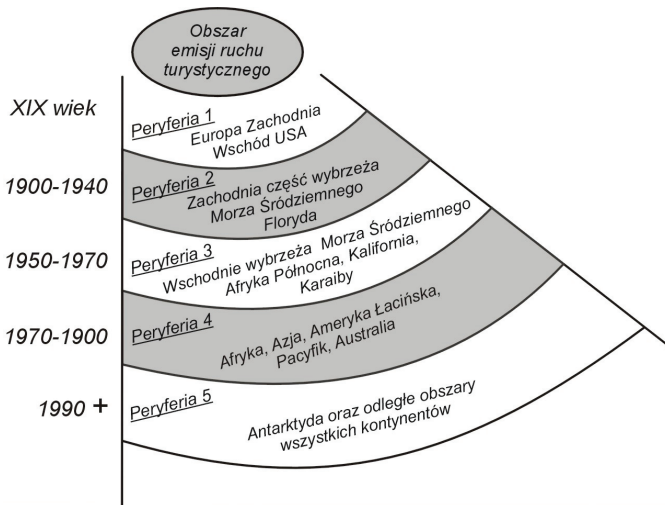 Obszar
emisji ruchu
turystycznego
XIX wiek
Peryferia 1
Europa Zachodnia
Wschód USA
1900-1940
Peryferia 2
Zachodnia część wybrzeża
Morza Śródziemnego
Floryda
1950-1970
Peryferia 3
Wschodnie wybrzeża Morza Śródziemnego
Afryka Północna, Kalifornia,
Karaiby
1970-1900
Peryferia 4
Afryka, Azja, Ameryka Łacińska,
Pacyfik, Australia
1990 +
Peryferia 5
Antarktyda oraz odległe obszary
wszystkich kontynentów